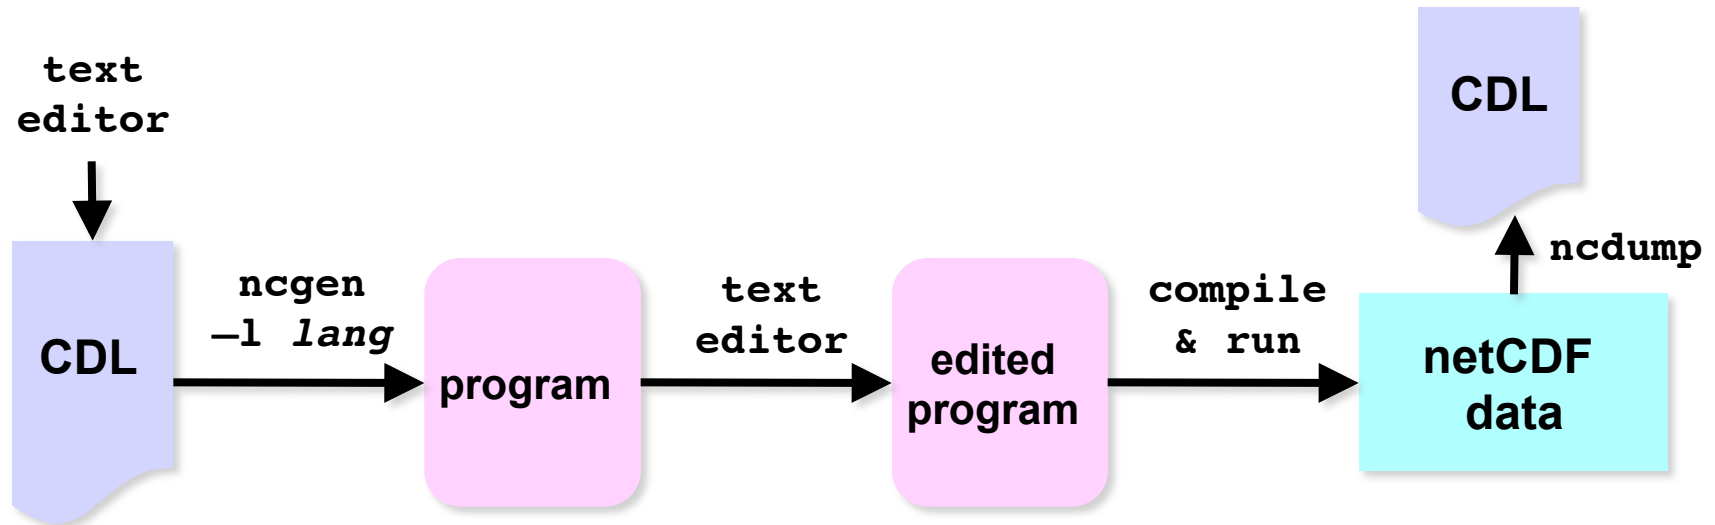 text
editor
CDL
ncgen
–l lang
program
text
editor
edited
program
compile
& run
netCDF
data
ncdump
CDL